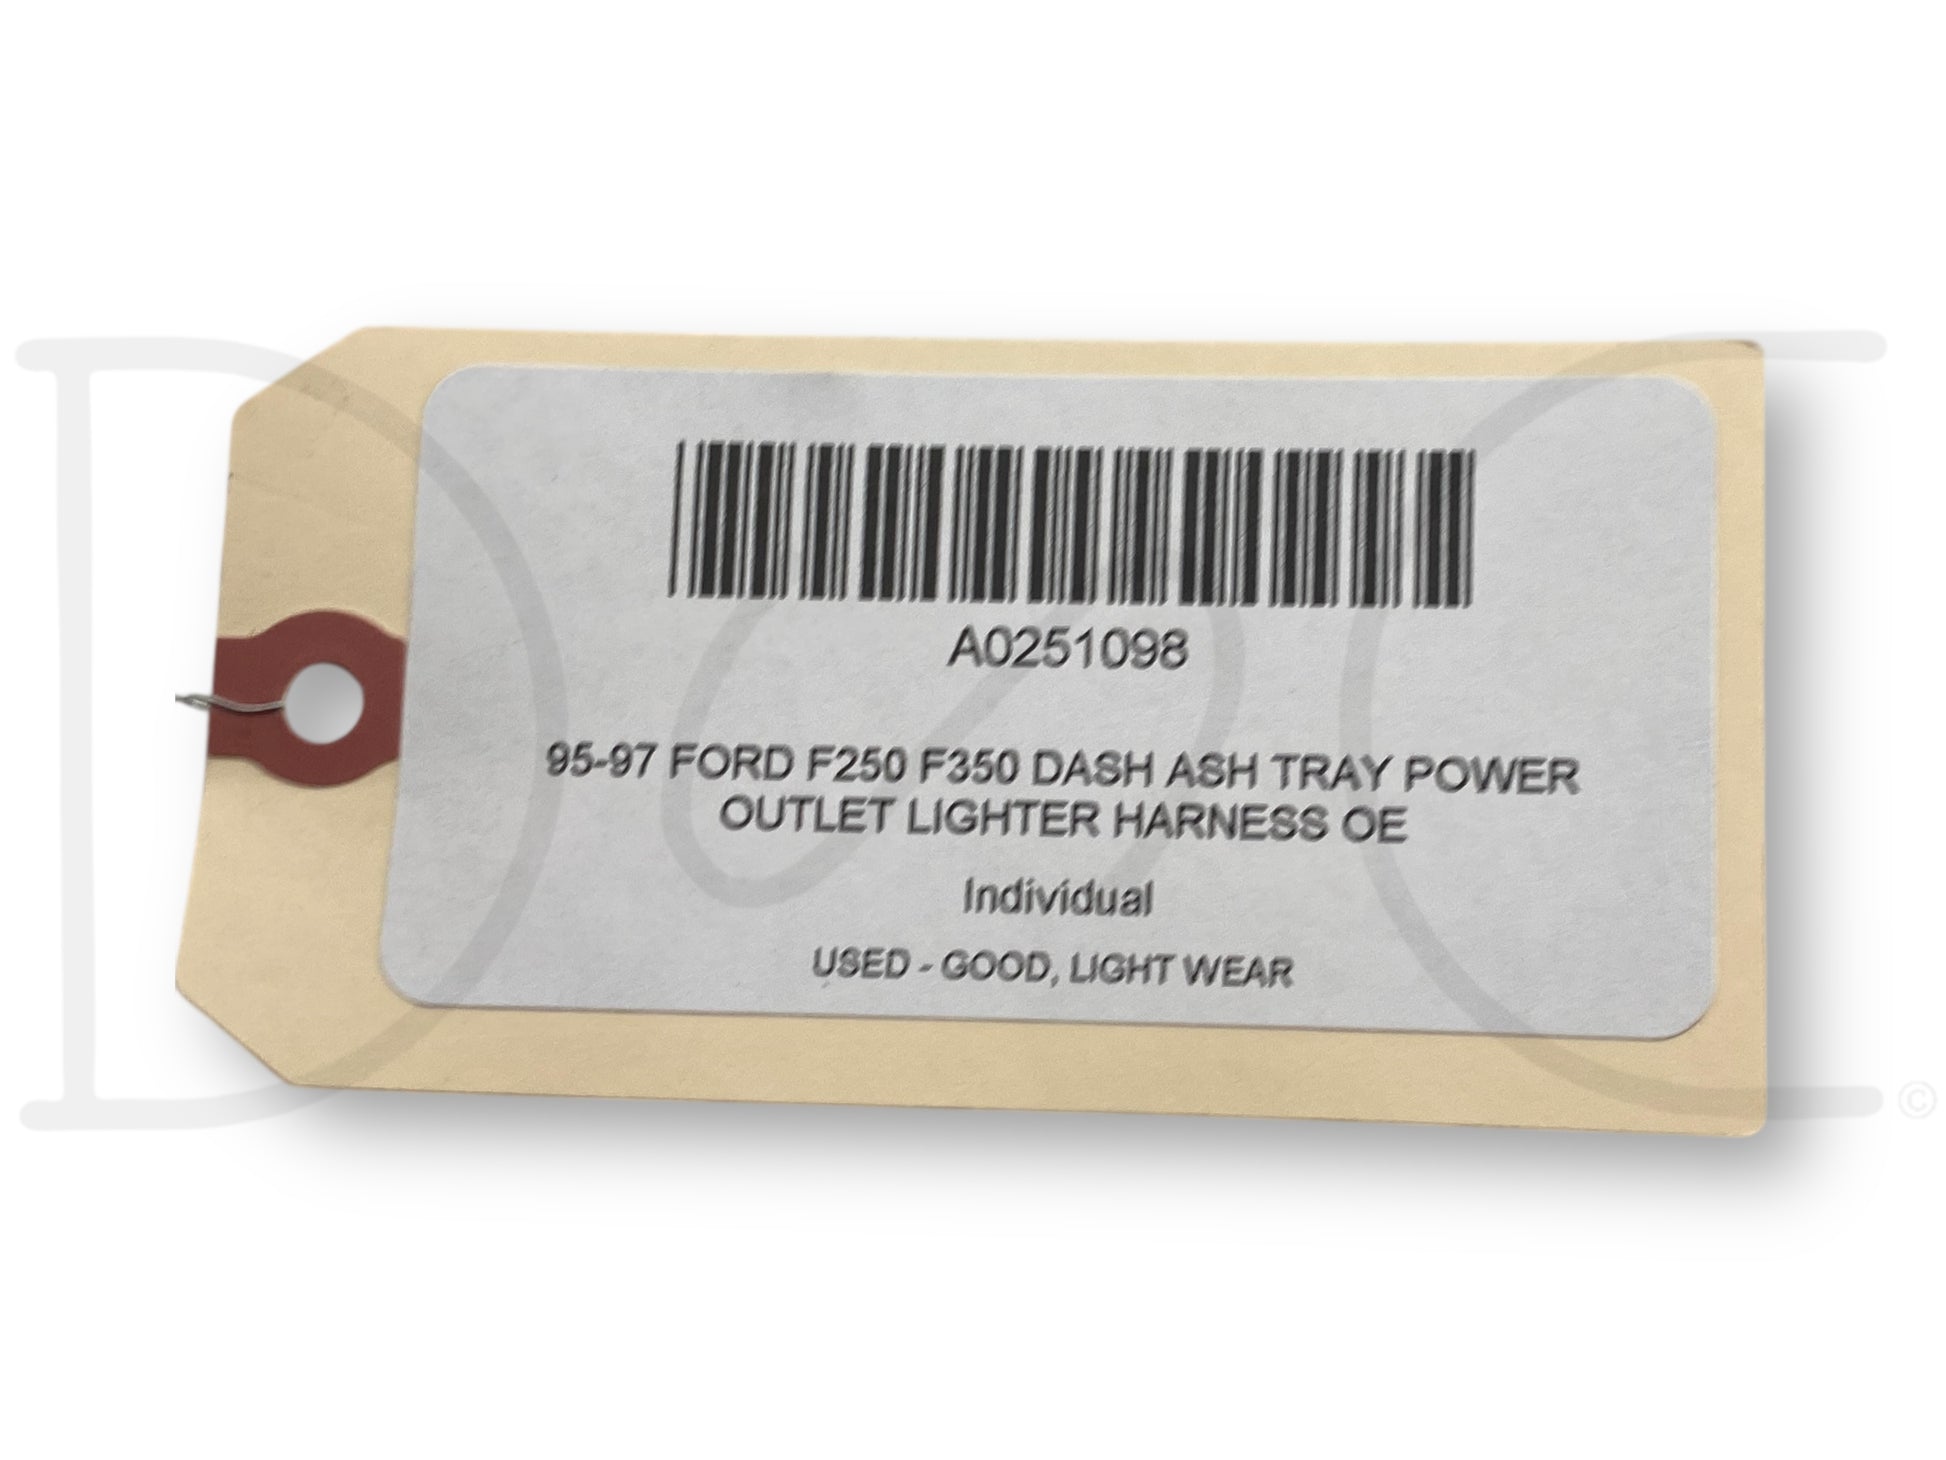 A0251098
95-97 FORD F250 F350 DASH ASH TRAY POWER
OUTLET LIGHTER HARNESS OE
Individual
USED - GOOD, LIGHT WEAR
©